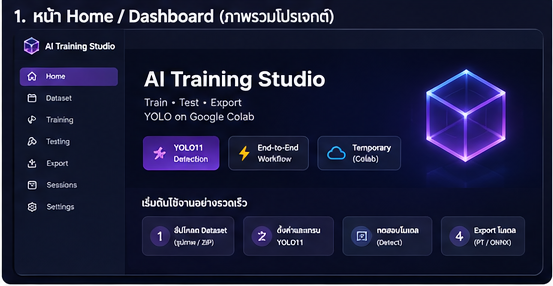 1. หน้า Home / Dashboard (ภาพรวมโปรเจกต์)
AI Training Studio
Home
Dataset
Training
Testing
Export
Sessions
Settings
AI Training Studio
Train • Test • Export
YOLO on Google Colab
YOLO11
Detection
End-to-End
Workflow
Temporary
(Colab)
เริ่มต้นใช้งานอย่างรวดเร็ว
1
อัปโหลด Dataset
(รูปภาพ / ZIP)
2
ตั้งค่าและเทรน
YOLO11
ทดสอบโมเดล
(Detect)
4
Export โมเดล
(PT / ONNX)